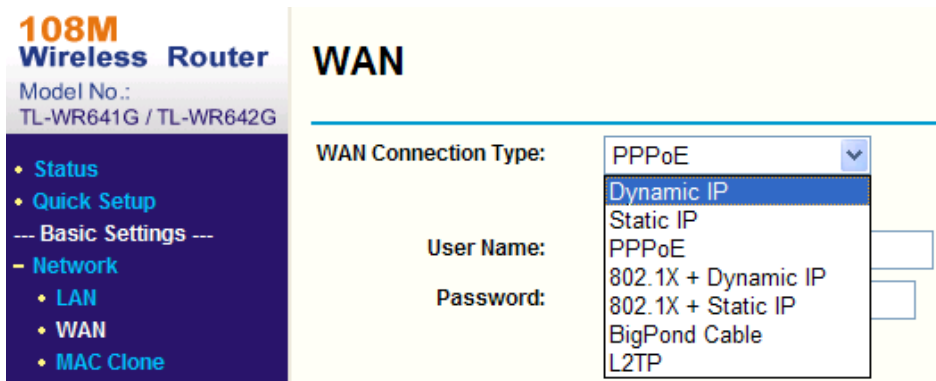 108M
Wireless Router
Model No.:
TL-WR641G / TL-WR642G
• Status
• Quick Setup
--- Basic Settings ---
– Network
• LAN
• WAN
• MAC Clone
WAN
WAN Connection Type:
PPPoE
Dynamic IP
Static IP
PPPoE
802.1X + Dynamic IP
802.1X + Static IP
BigPond Cable
L2TP
User Name:
Password: